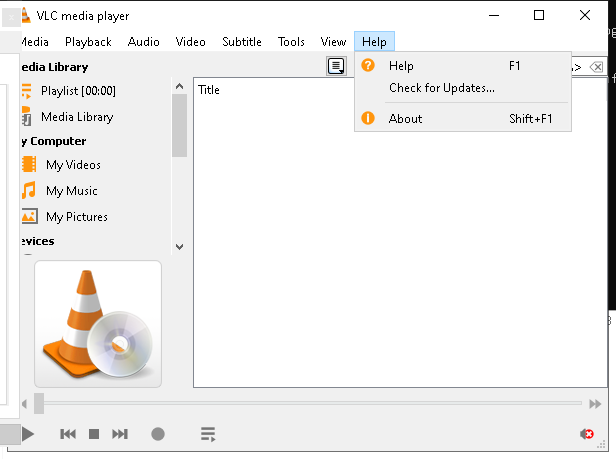 VLC media player
Media Playback Audio Video Subtitle Tools View Help
Help F1
Check for Updates...
About Shift+F1
edia Library
Playlist [00:00]
Media Library
y Computer
My Videos
My Music
My Pictures
evices
Title